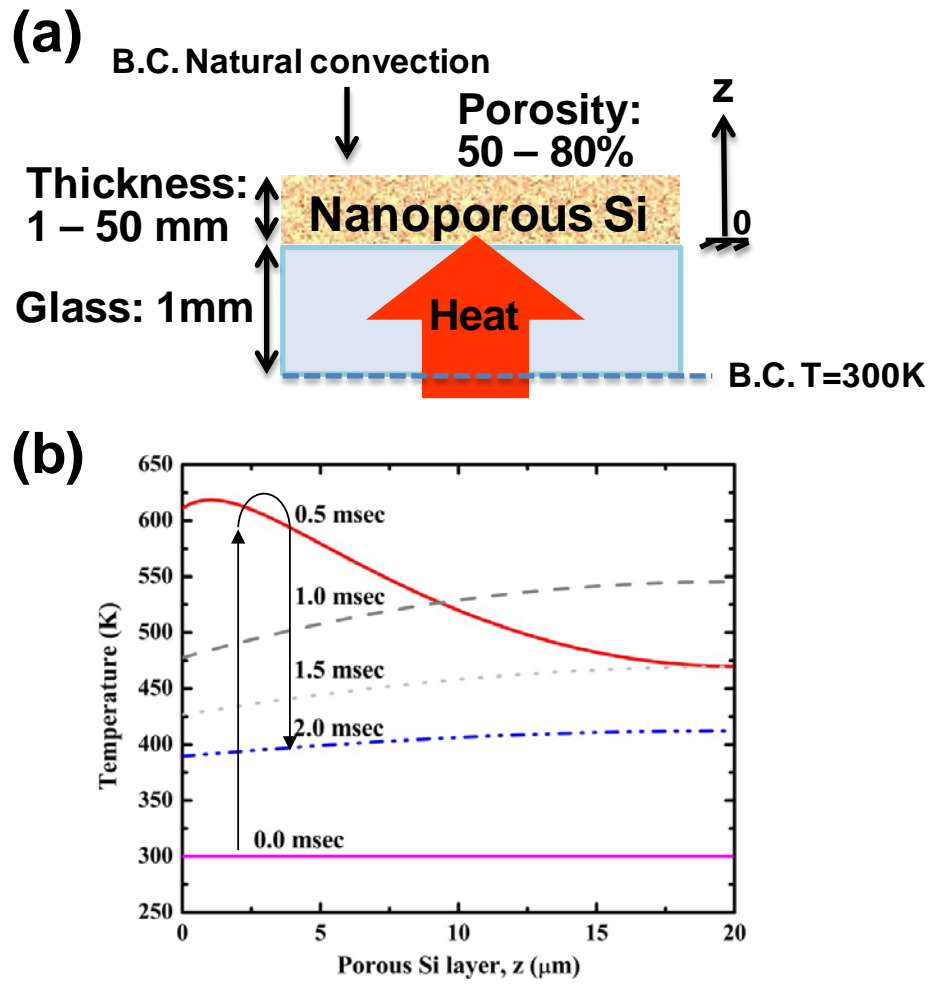 (a)
B.C. Natural convection
Porosity:
50 – 80%
z
Thickness:
1 – 50 mm
Nanoporous Si
0
Glass: 1mm
Heat
B.C. T=300K
(b)
650
600
550
500
450
400
350
300
250
Temperature (K)
0.5 msec
1.0 msec
1.5 msec
2.0 msec
0.0 msec
0
5
10
15
20
Porous Si layer, z (μm)